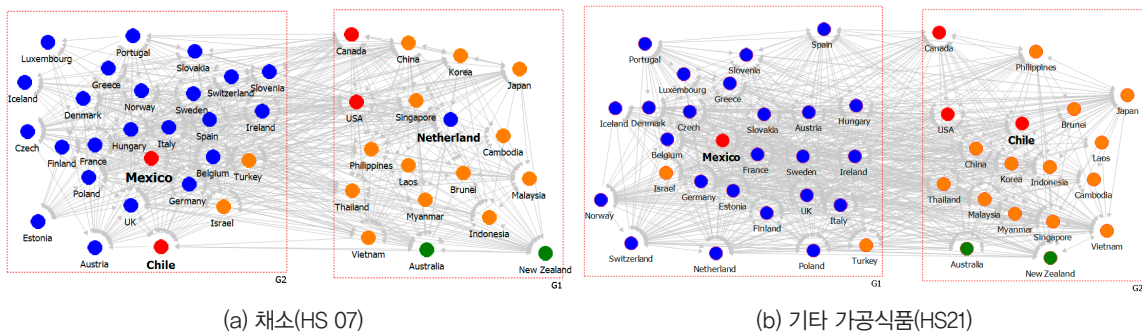 Luxembourg
Portugal
Slovakia
Slovenia
Greece
Switzerland
Iceland
Denmark
Norway
Sweden
Ireland
Czech
Finland
France
Hungary
Italy
Spain
Mexico
Belgium
Turkey
Poland
Germany
UK
Israel
Estonia
Austria
Chile
G2
Canada
China
Korea
Japan
USA
Singapore
Netherland
Cambodia
Philippines
Laos
Brunei
Malaysia
Thailand
Myanmar
Indonesia
Vietnam
Australia
New Zealand
G1
(a) 채소(HS 07)
Spain
Portugal
Slovenia
Luxembourg
Greece
Iceland
Denmark
Czech
Slovakia
Austria
Hungary
Belgium
Mexico
France
Sweden
Ireland
Israel
Germany
Estonia
UK
Italy
Norway
Finland
Switzerland
Netherland
Poland
Turkey
G1
Canada
Philippines
Japan
USA
Chile
Brunei
China
Korea
Indonesia
Laos
Cambodia
Thailand
Malaysia
Myanmar
Singapore
Vietnam
Australia
New Zealand
G2
(b) 기타 가공식품(HS21)